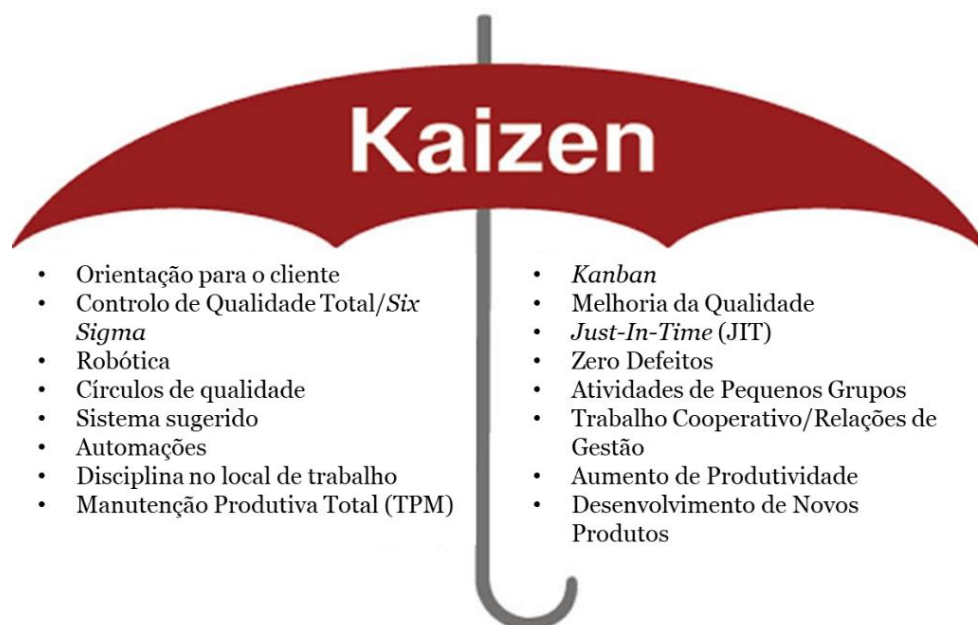 Kaizen
• Orientação para o cliente
• Controlo de Qualidade Total/Six
Sigma
• Robótica
• Círculos de qualidade
• Sistema sugerido
• Automações
• Disciplina no local de trabalho
• Manutenção Produtiva Total (TPM)
• Kanban
• Melhoria da Qualidade
• Just-In-Time (JIT)
• Zero Defeitos
• Atividades de Pequenos Grupos
• Trabalho Cooperativo/Relações de
Gestão
• Aumento de Produtividade
• Desenvolvimento de Novos
Produtos